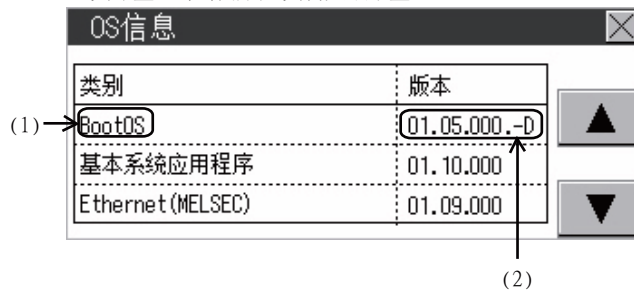 OS信息
类别 版本
(1) BootOS 01.05.000.-D
基本系统应用程序 01.10.000
Ethernet(MELSEC) 01.09.000
(2)